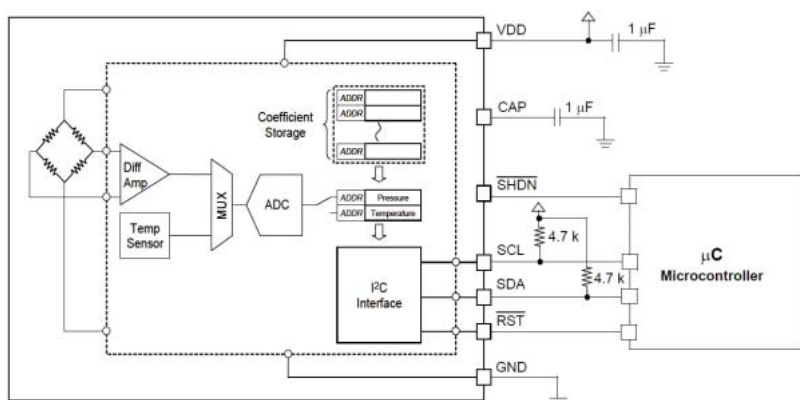 VDD
1 μF
CAP
1 μF
ADDR
ADDR
Coefficient
Storage
ADDR
SHDN
Diff
Amp
MUX
ADC
ADDR Pressure
ADDR Temperature
Temp
Sensor
4.7 k
SCL
μC
Microcontroller
4.7 k
SDA
I²C
Interface
RST
GND